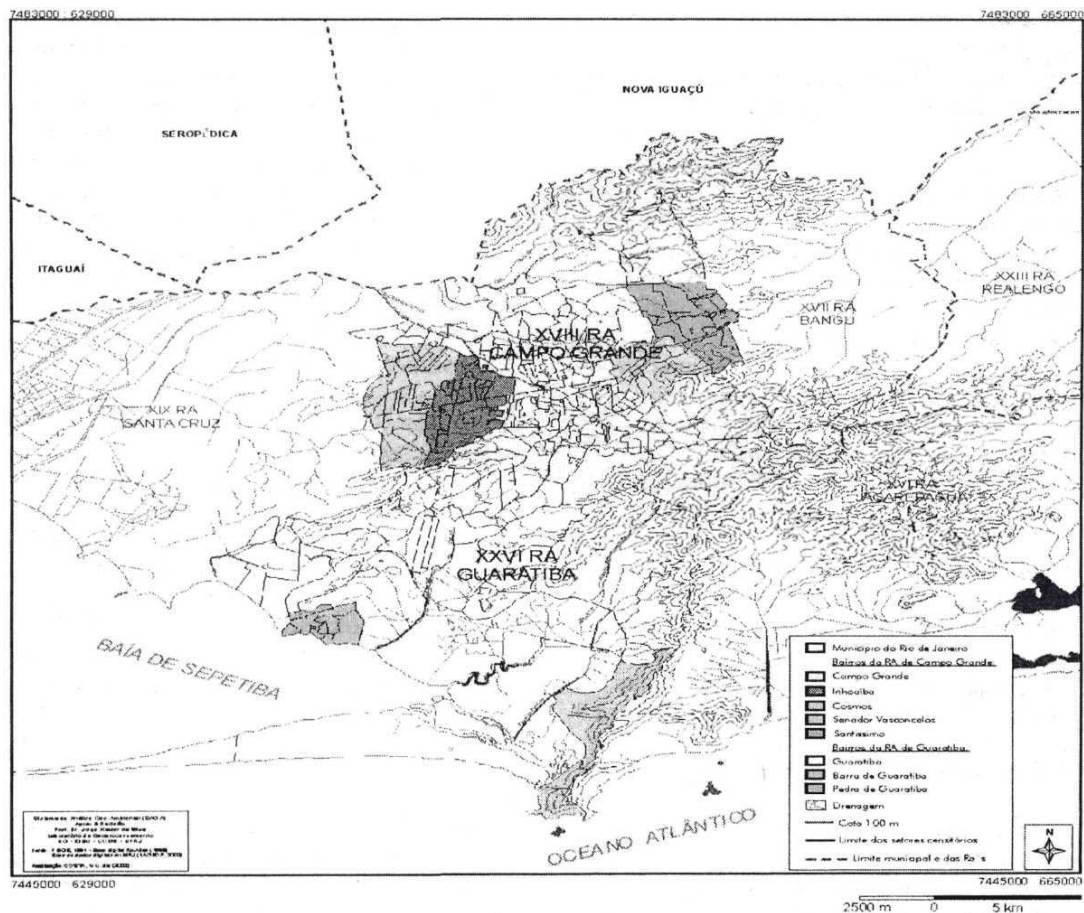 7483000 : 629000
7483000 665000
NOVA IGUAÇÚ
SEROPÉDICA
ITAGUAÍ
XXIII RA
REALENGO
XVII RA
BANGU
XVIII RA
CAMPO GRANDE
XIX RA
SANTA CRUZ
XVI RA
JACAREPAGUÁ
XXVI RA
GUARATIBA
BAÍA DE SEPETIBA
OCEANO ATLÂNTICO
Município do Rio de Janeiro
Bairros da RA de Campo Grande
Campo Grande
Inhoaíba
Cosmos
Senador Vasconcelos
Santíssimo
Bairros da RA de Guaratiba
Guaratiba
Barra de Guaratiba
Pedra de Guaratiba
Drenagem
Cota 100 m
Limite dos setores censitários
Limite municipal e das RA's
N
7445000 629000
7445000 665000
2500 m 0 5 km